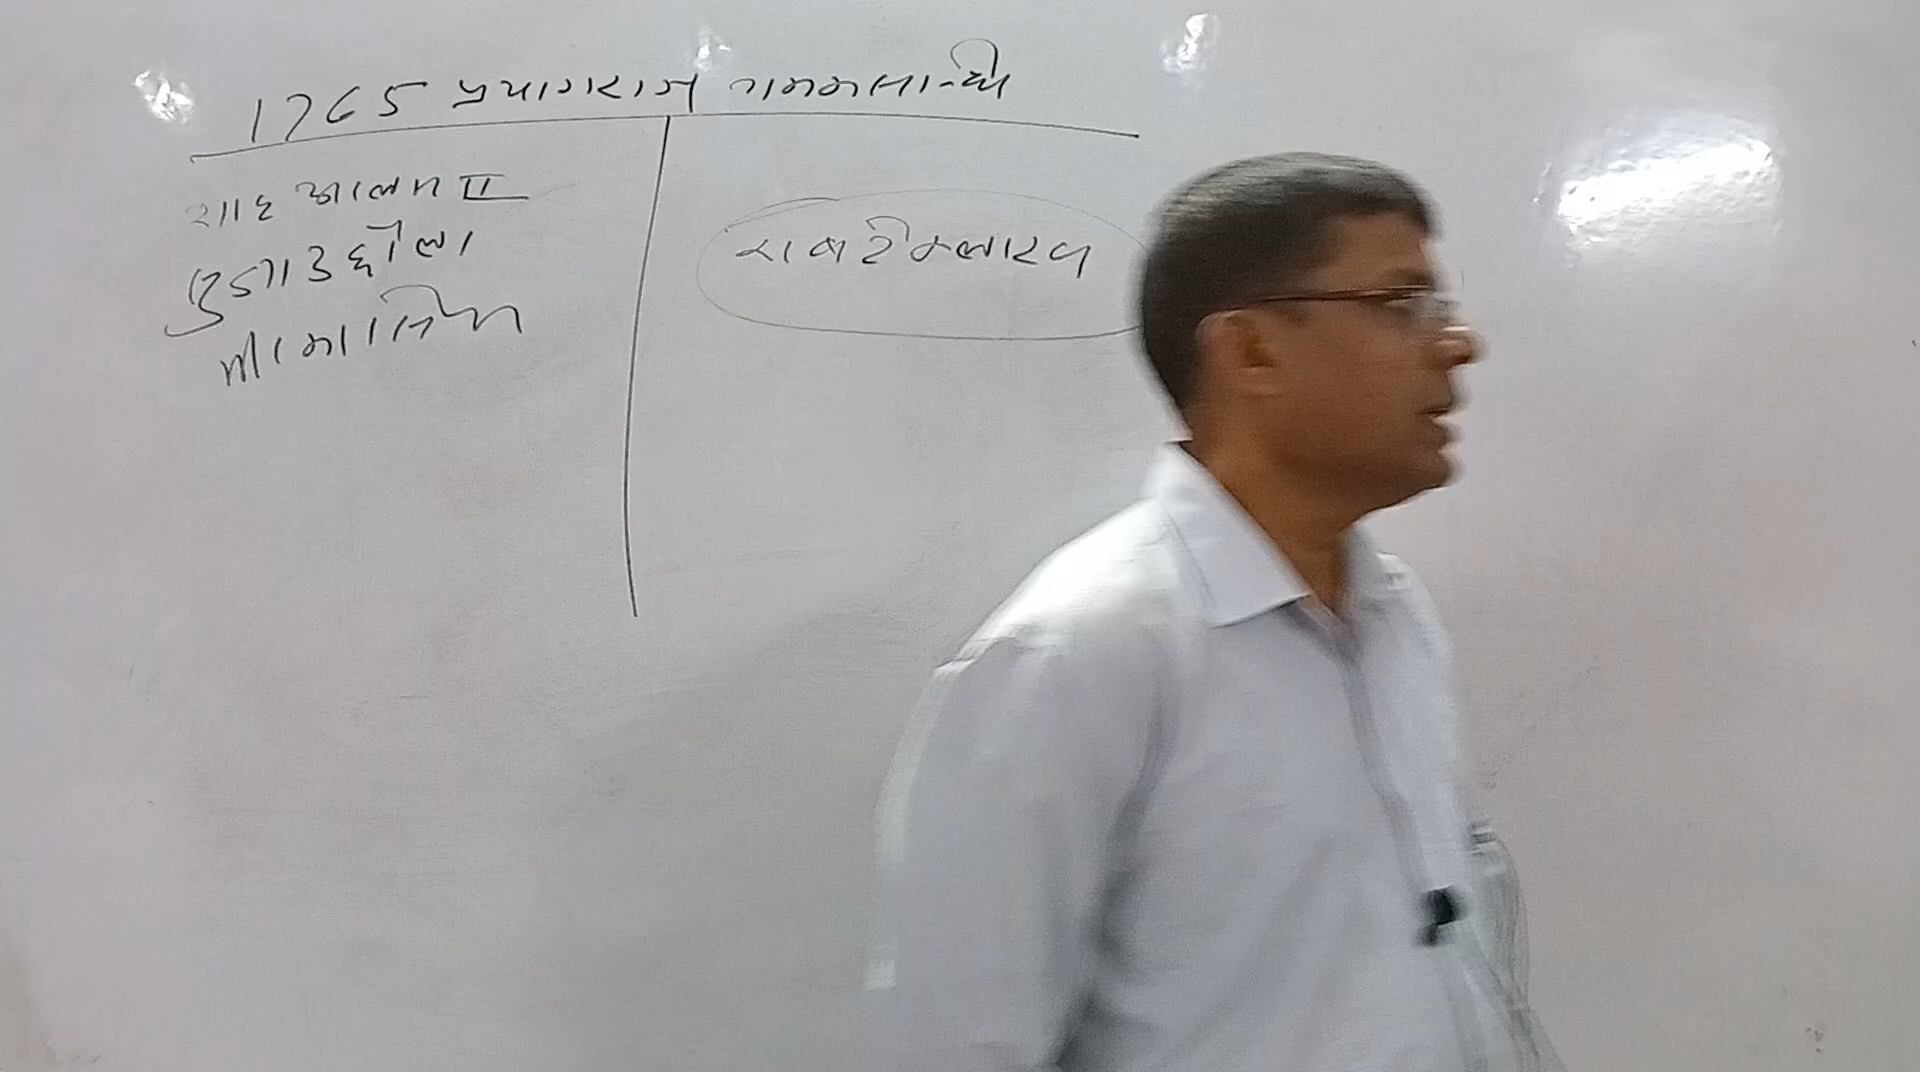 1765 प्रयागराज
शाह आलम II
शुजाउद्दौला
मीर कासिम
राबर्ट क्लाइव